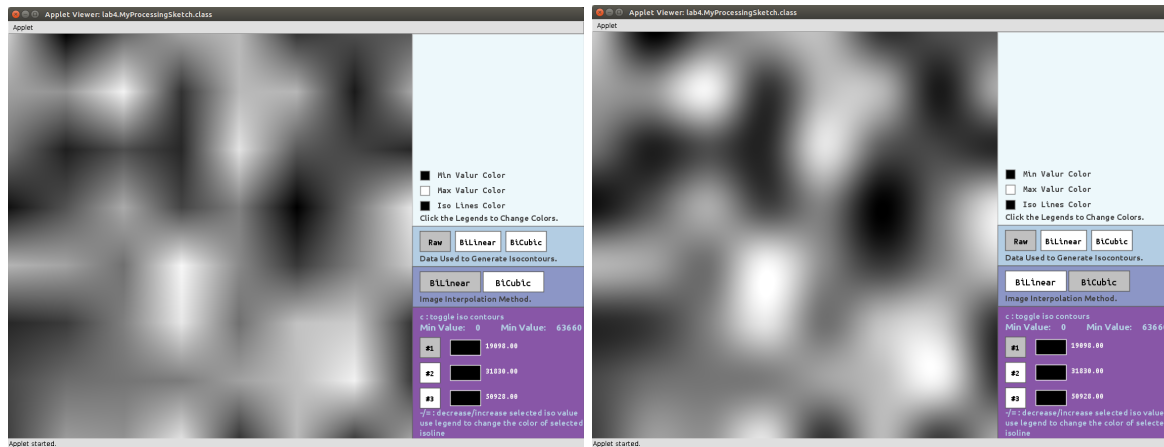 Applet Viewer: lab4.MyProcessingSketch.class
Applet
Min Valur Color
Max Valur Color
Iso Lines Color
Click the Legends to Change Colors.
Raw BiLinear BiCubic
Data Used to Generate Isocontours.
BiLinear BiCubic
Image Interpolation Method.
c : toggle iso contours
Min Value: 0 Min Value: 63660
#1 19098.00
#2 31830.00
#3 50928.00
-/= : decrease/increase selected iso value
use legend to change the color of selected
isoline
Applet started.
Applet Viewer: lab4.MyProcessingSketch.class
Applet
Min Valur Color
Max Valur Color
Iso Lines Color
Click the Legends to Change Colors.
Raw BiLinear BiCubic
Data Used to Generate Isocontours.
BiLinear BiCubic
Image Interpolation Method.
c : toggle iso contours
Min Value: 0 Min Value: 63660
#1 19098.00
#2 31830.00
#3 50928.00
-/= : decrease/increase selected iso value
use legend to change the color of selected
isoline
Applet started.